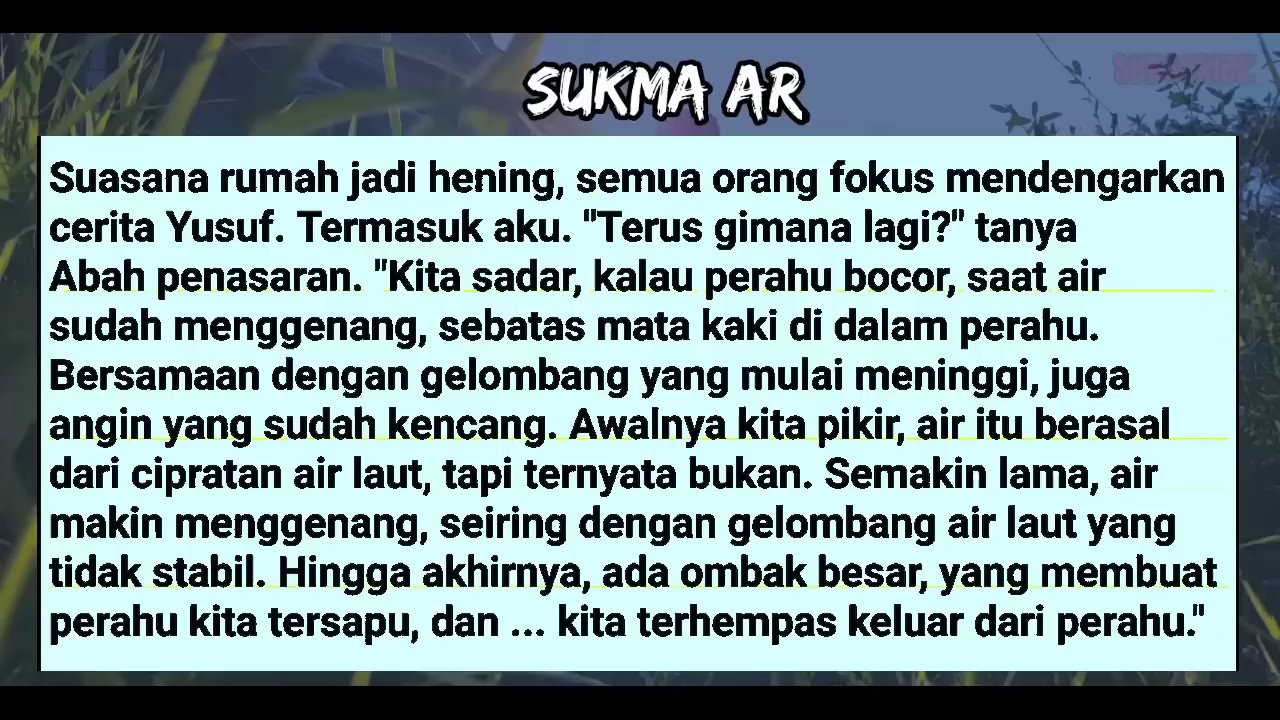 SUKMA AR
SUBSCRIBE
Suasana rumah jadi hening, semua orang fokus mendengarkan
cerita Yusuf. Termasuk aku. "Terus gimana lagi?" tanya
Abah penasaran. "Kita sadar, kalau perahu bocor, saat air
sudah menggenang, sebatas mata kaki di dalam perahu.
Bersamaan dengan gelombang yang mulai meninggi, juga
angin yang sudah kencang. Awalnya kita pikir, air itu berasal
dari cipratan air laut, tapi ternyata bukan. Semakin lama, air
makin menggenang, seiring dengan gelombang air laut yang
tidak stabil. Hingga akhirnya, ada ombak besar, yang membuat
perahu kita tersapu, dan ... kita terhempas keluar dari perahu."